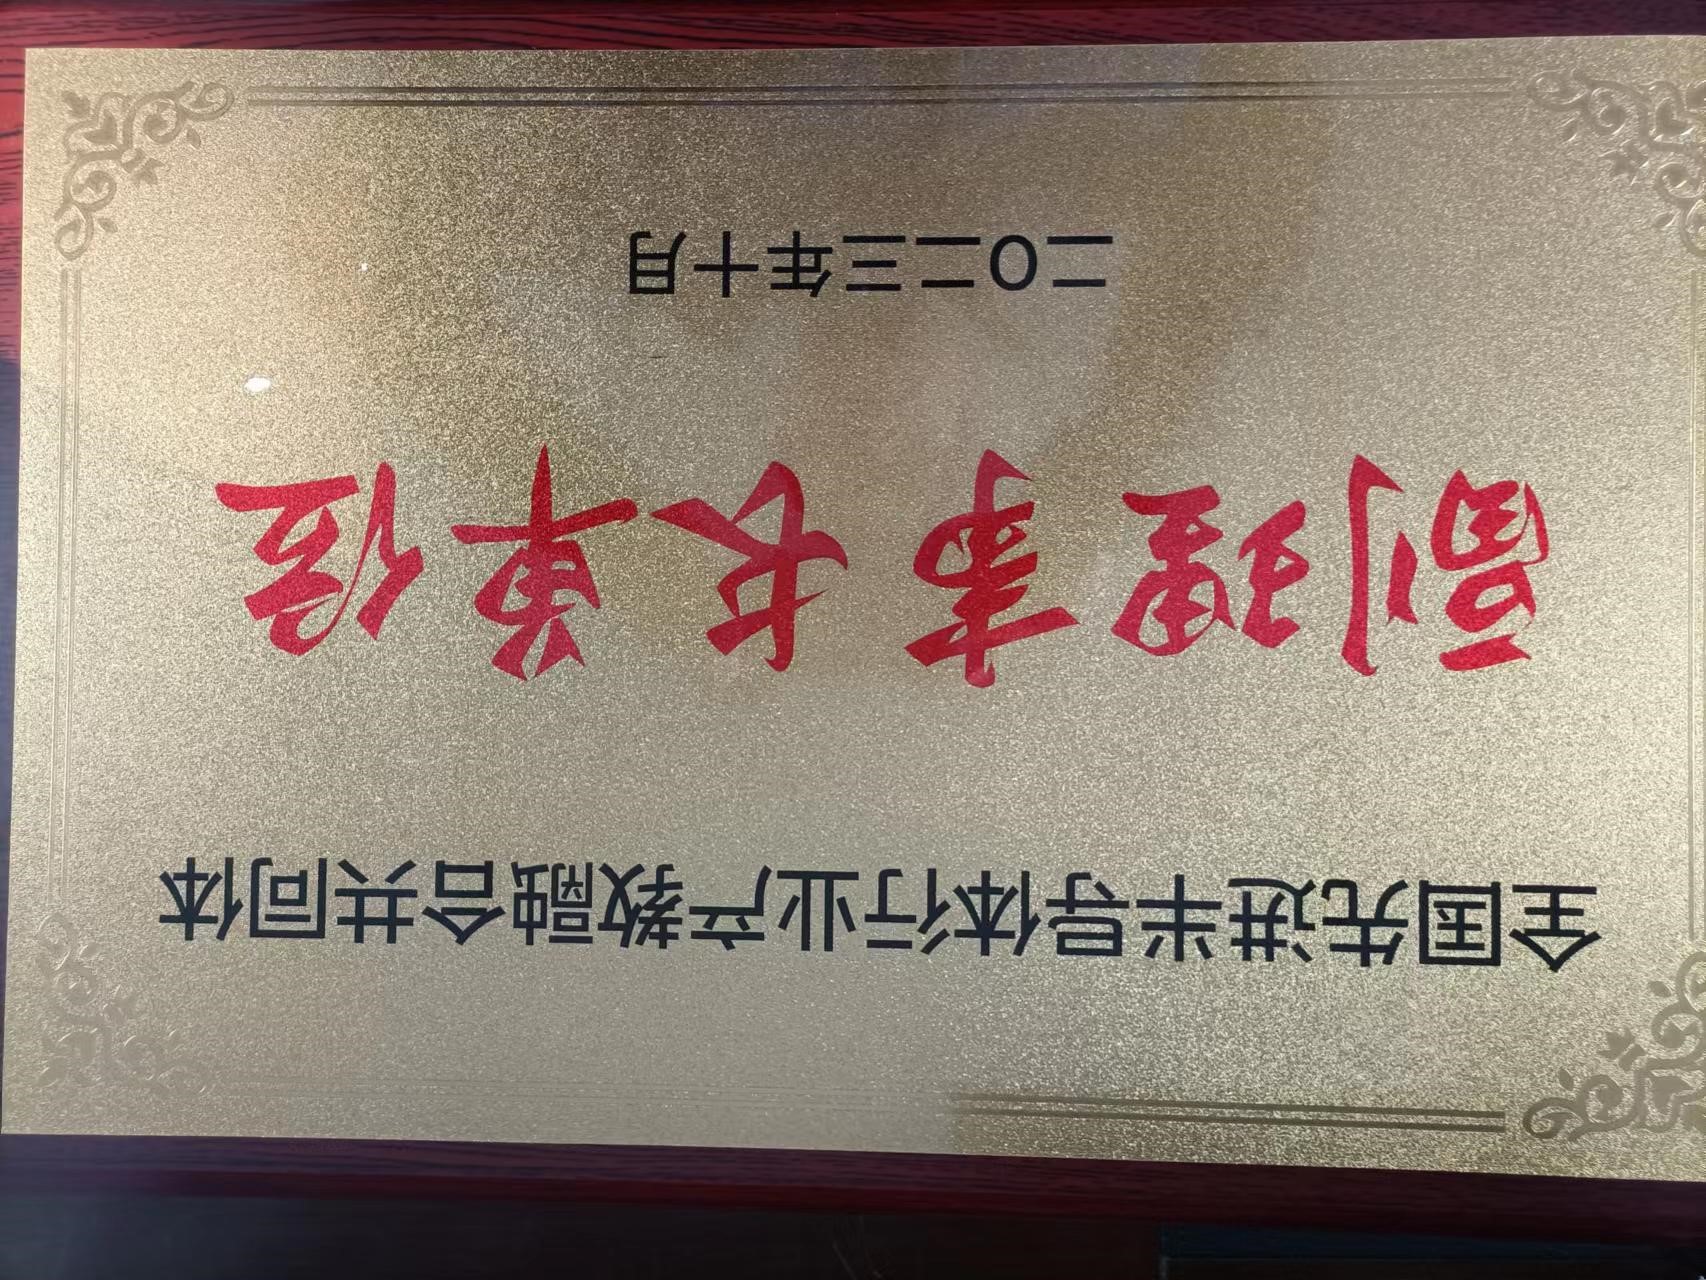 全国先进半导体行业产教融合共同体
副理事长单位
二〇二三年十月